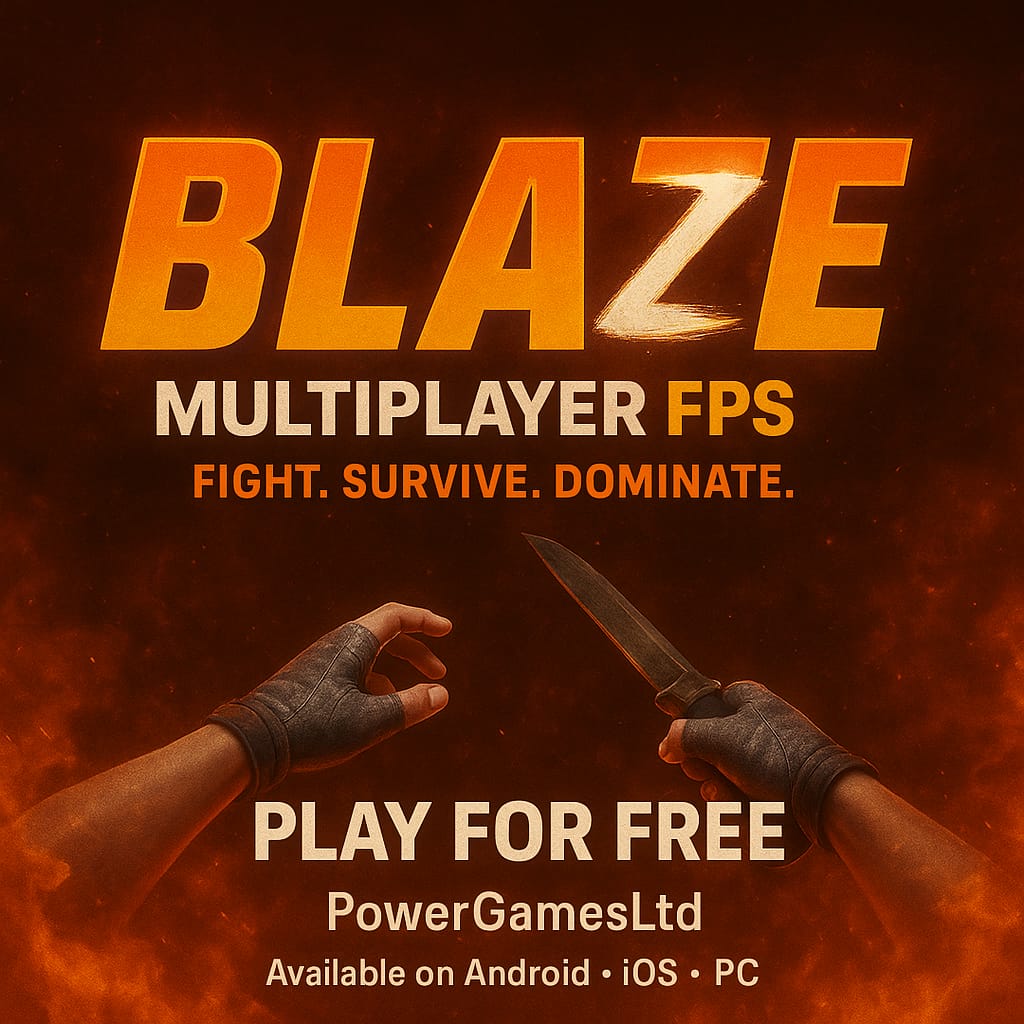 BLAZE
MULTIPLAYER FPS
FIGHT. SURVIVE. DOMINATE.
PLAY FOR FREE
PowerGamesLtd
Available on Android • iOS • PC